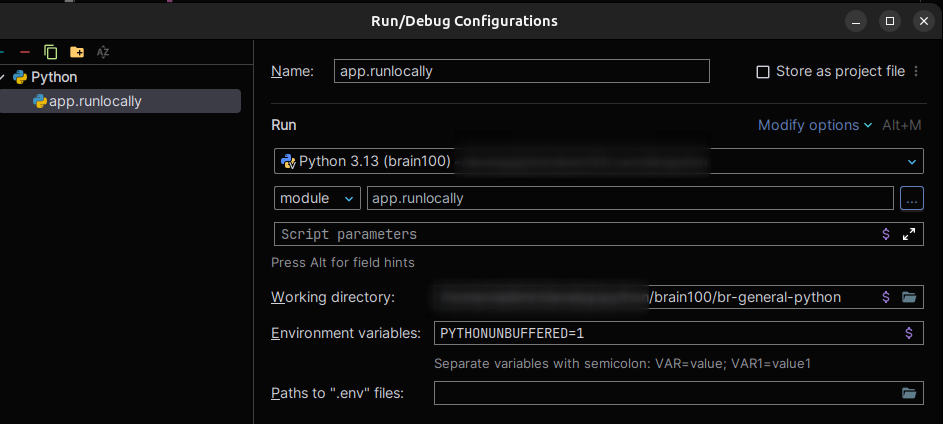 Run/Debug Configurations
Python
app.runlocally
Name:
app.runlocally
Store as project file
Run
Modify options
Alt+M
Python 3.13 (brain100)
module
app.runlocally
...
Script parameters
$
Press Alt for field hints
Working directory:
/brain100/br-general-python
$
Environment variables:
PYTHONUNBUFFERED=1
$
Separate variables with semicolon: VAR=value; VAR1=value1
Paths to ".env" files: